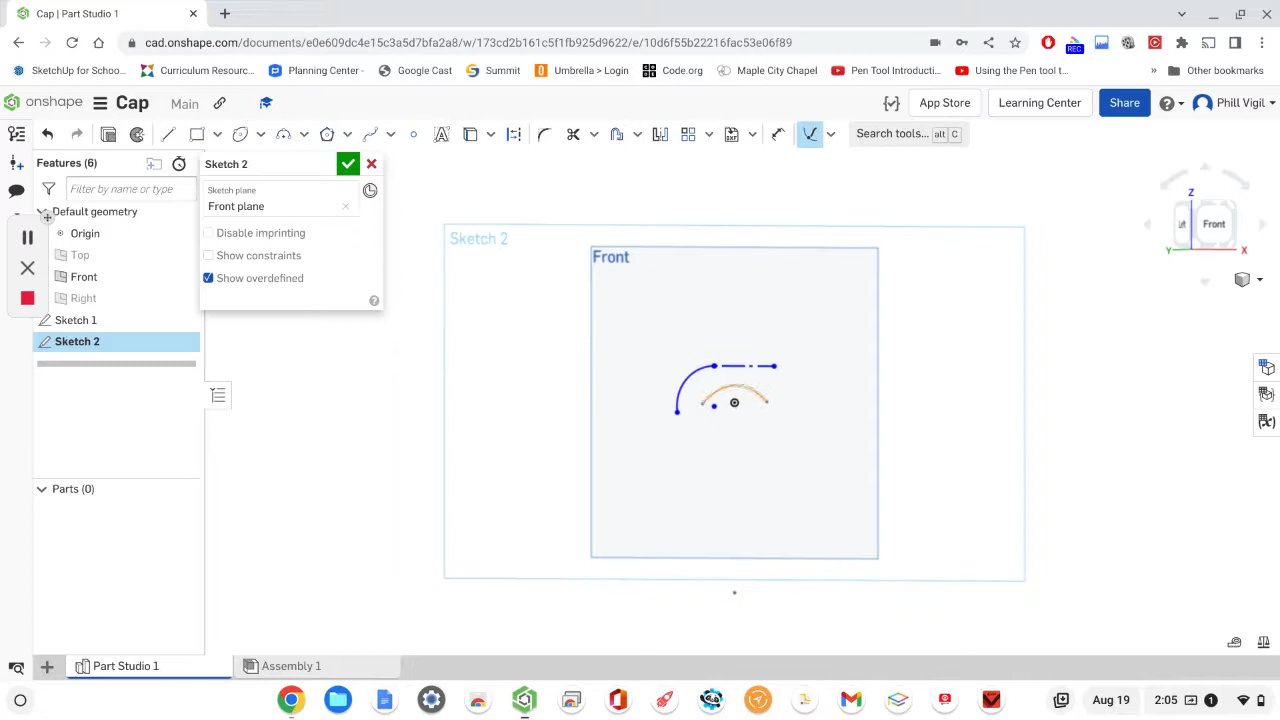 Cap | Part Studio 1
cad.onshape.com/documents/e0e609dc4d5c3a5d7bfa2a9/w/173cd2b161c5f1fb925d9622/e/10d6f55b22216fac53e06f89
REC
SketchUp for Schoo...
Curriculum Resourc...
Planning Center -
Google Cast
Summit
Umbrella > Login
Code.org
Maple City Chapel
Pen Tool Introducti...
Using the Pen tool t...
»
Other bookmarks
onshape
Cap
Main
App Store
Learning Center
Share
Phill Vigil
Search tools... alt C
Features (6)
Filter by name or type
Default geometry
Origin
Top
Front
Right
Sketch 1
Sketch 2
Parts (0)
Sketch 2
Sketch plane
Front plane
Disable imprinting
Show constraints
Show overdefined
Sketch 2
Front
Z
Left
Front
Y
X
Part Studio 1
Assembly 1
Aug 19
2:05
1